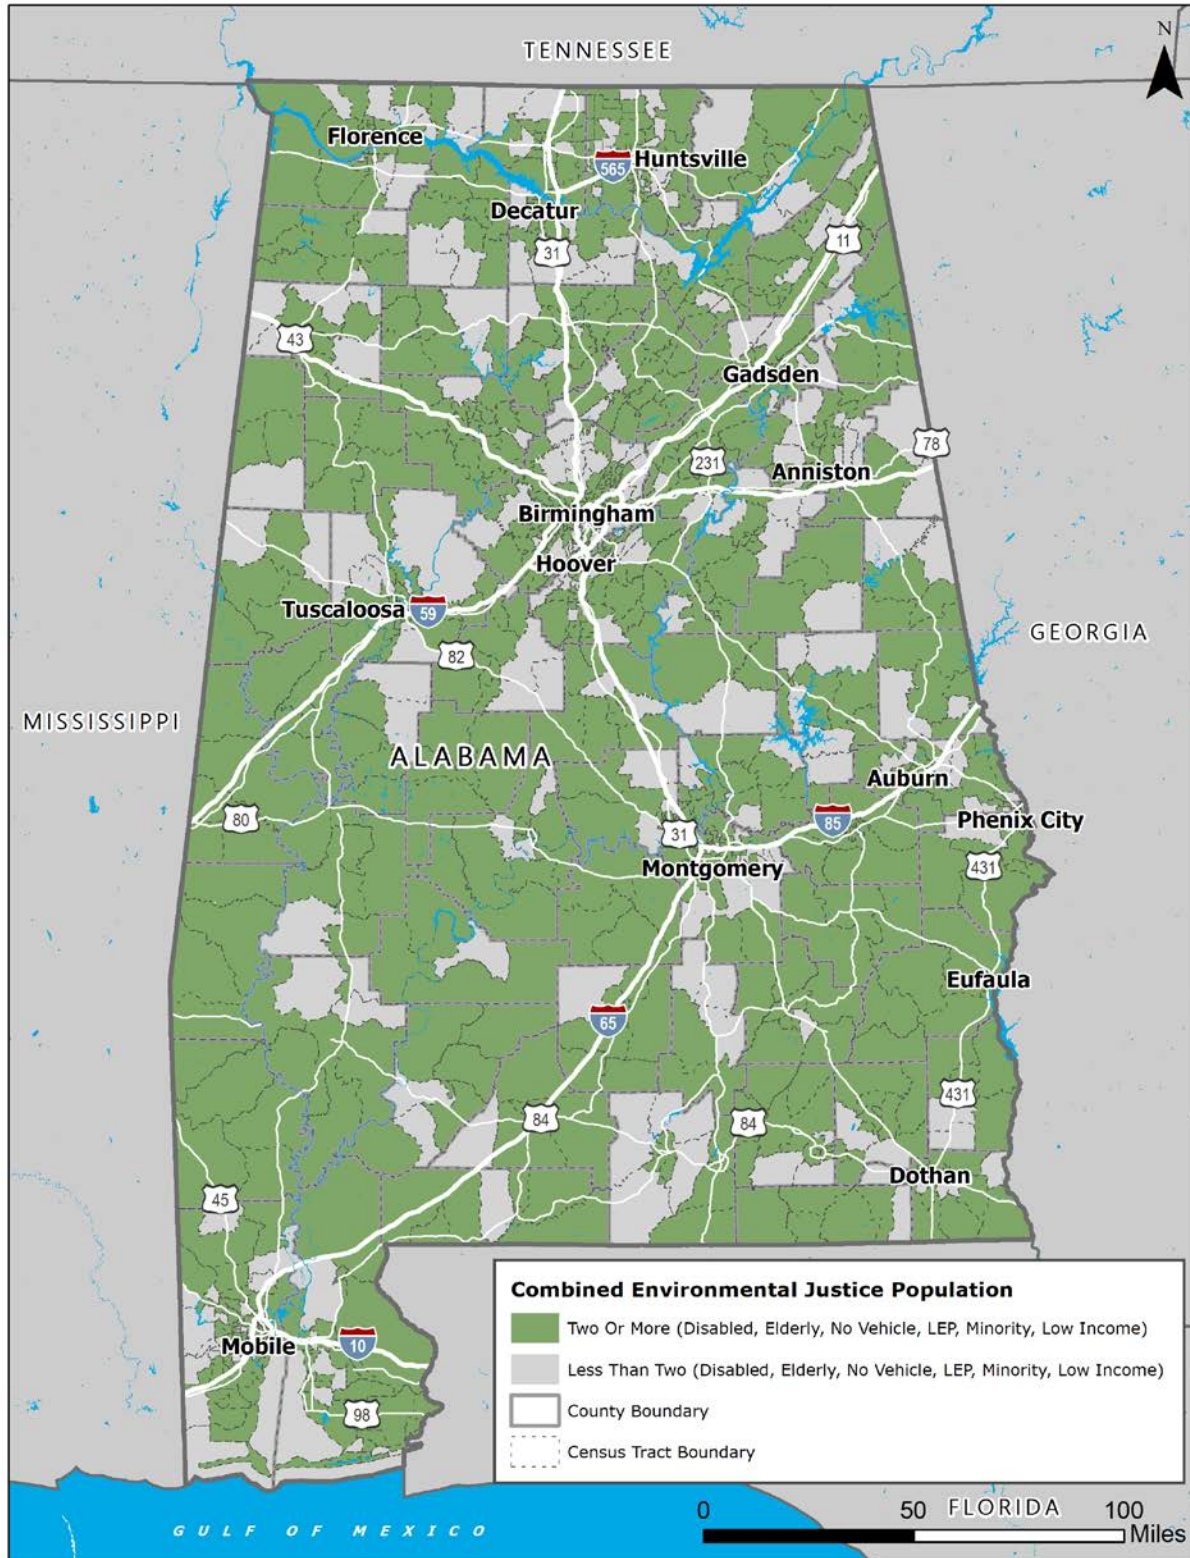 TENNESSEE
N
Florence
565
Huntsville
Decatur
31
11
43
Gadsden
78
231
Anniston
Birmingham
Hoover
Tuscaloosa
59
GEORGIA
82
MISSISSIPPI
ALABAMA
Auburn
80
85
Phenix City
31
Montgomery
431
Eufaula
65
431
84
84
Dothan
45
Mobile
10
98
Combined Environmental Justice Population
Two Or More (Disabled, Elderly, No Vehicle, LEP, Minority, Low Income)
Less Than Two (Disabled, Elderly, No Vehicle, LEP, Minority, Low Income)
County Boundary
Census Tract Boundary
0 50 100
FLORIDA
Miles
GULF OF MEXICO